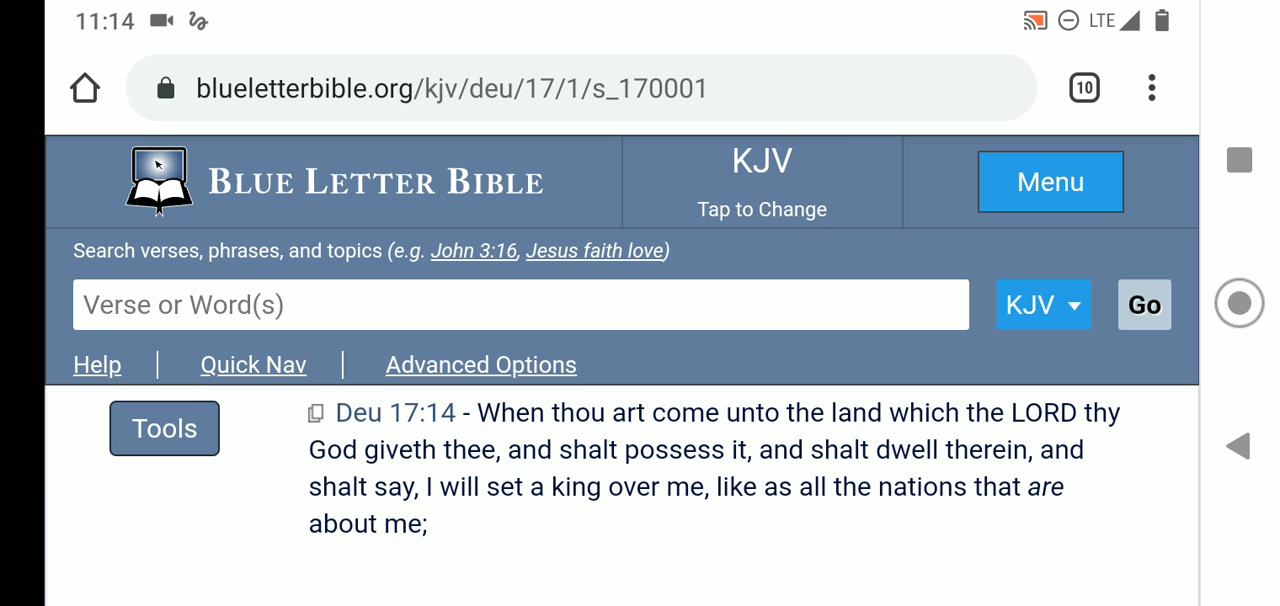 11:14 LTE
blueletterbible.org/kjv/deu/17/1/s_170001 10
BLUE LETTER BIBLE KJV Menu
Tap to Change
Search verses, phrases, and topics (e.g. John 3:16, Jesus faith love)
Verse or Word(s) KJV Go
Help | Quick Nav | Advanced Options
Tools
Deu 17:14 - When thou art come unto the land which the LORD thy
God giveth thee, and shalt possess it, and shalt dwell therein, and
shalt say, I will set a king over me, like as all the nations that are
about me;